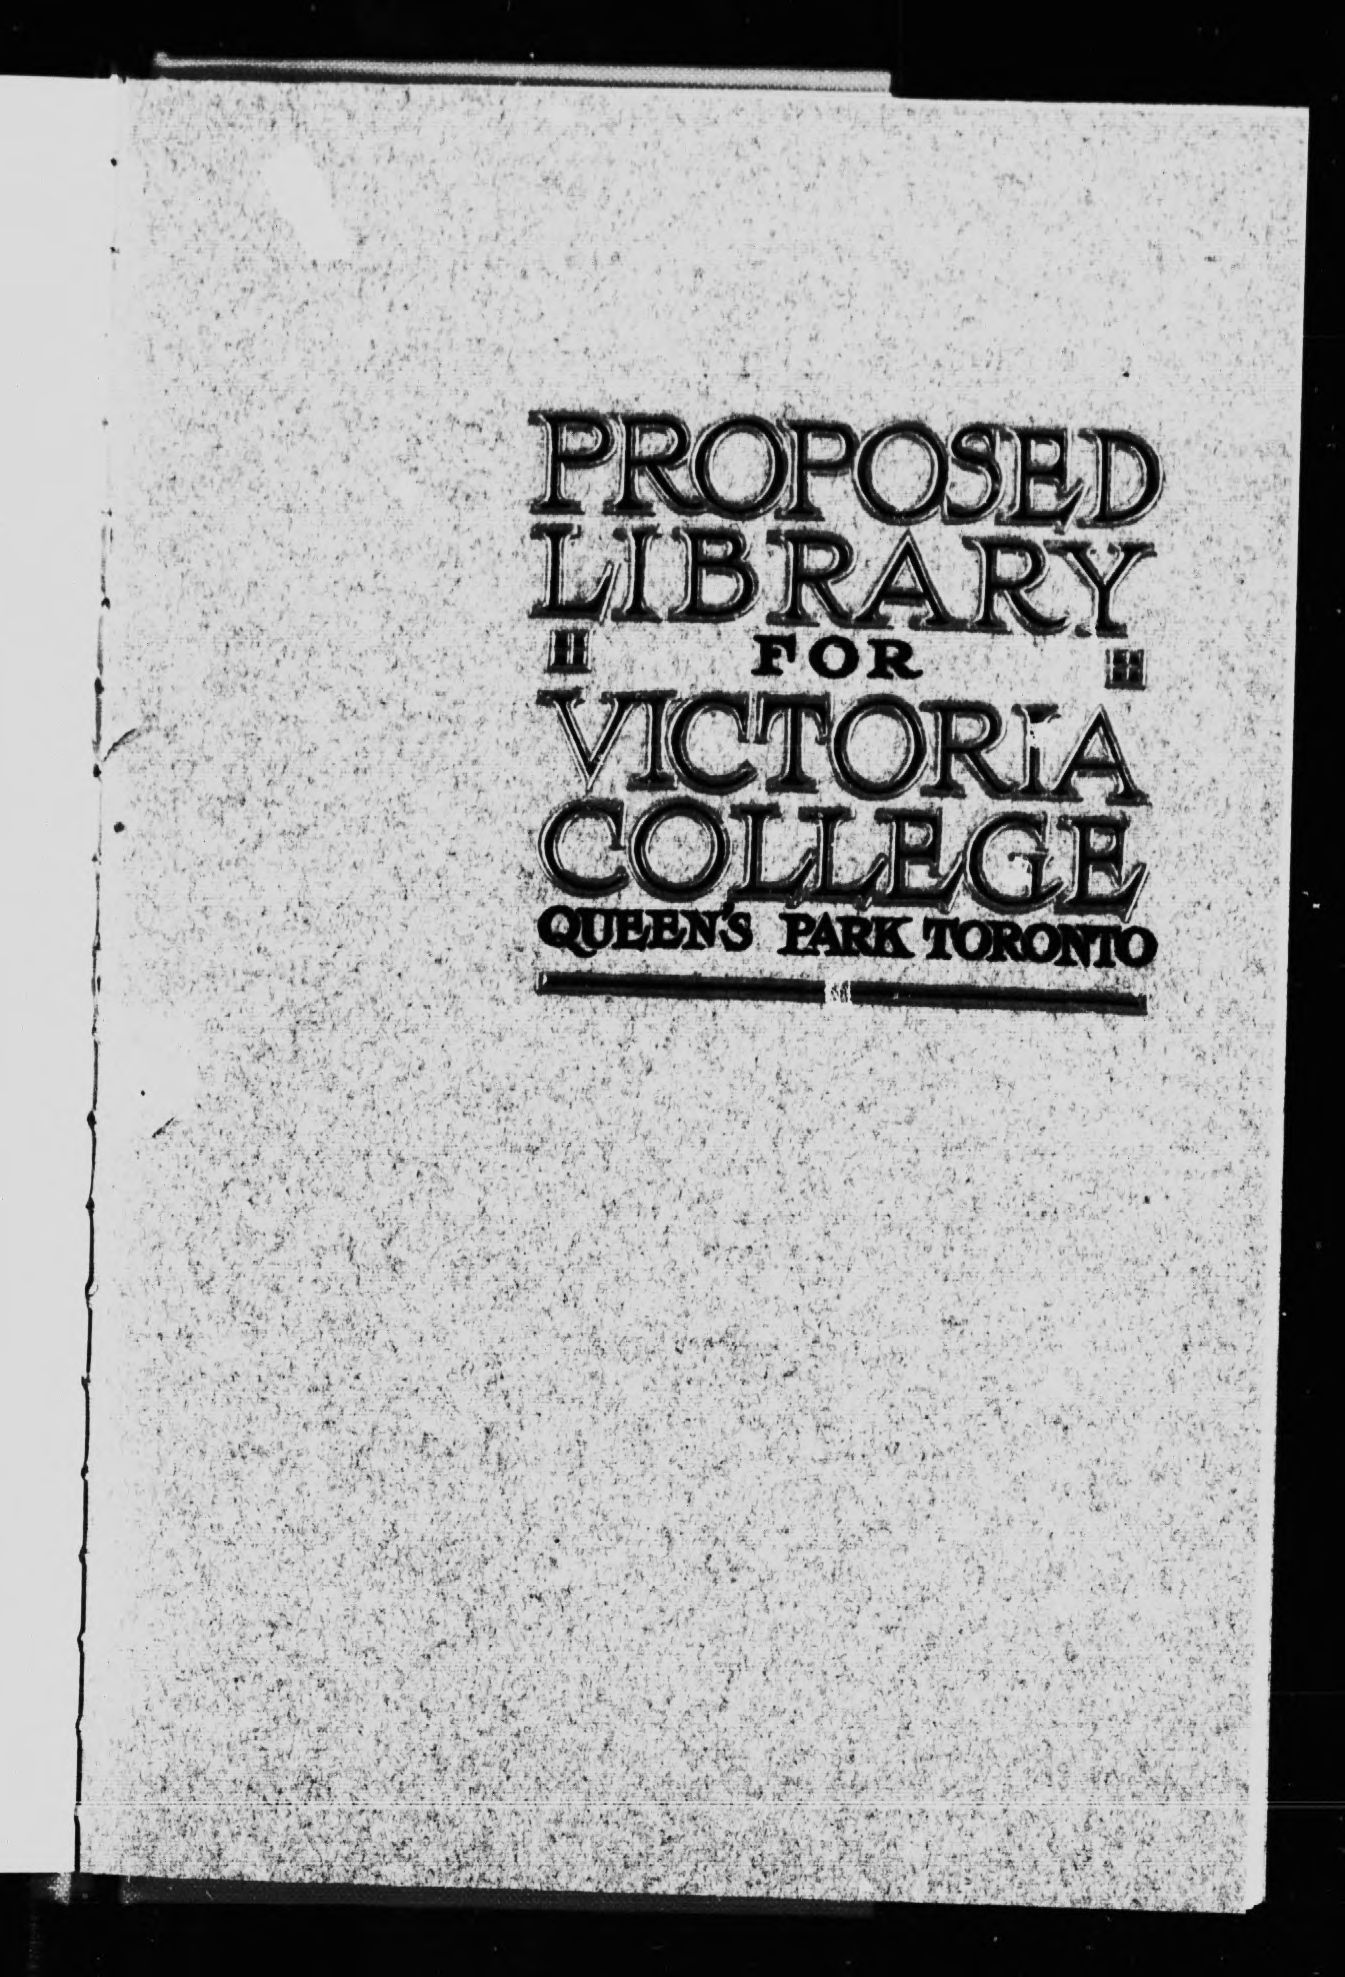 PROPOSED
LIBRARY
FOR
VICTORIA
COLLEGE
QUEEN'S PARK TORONTO